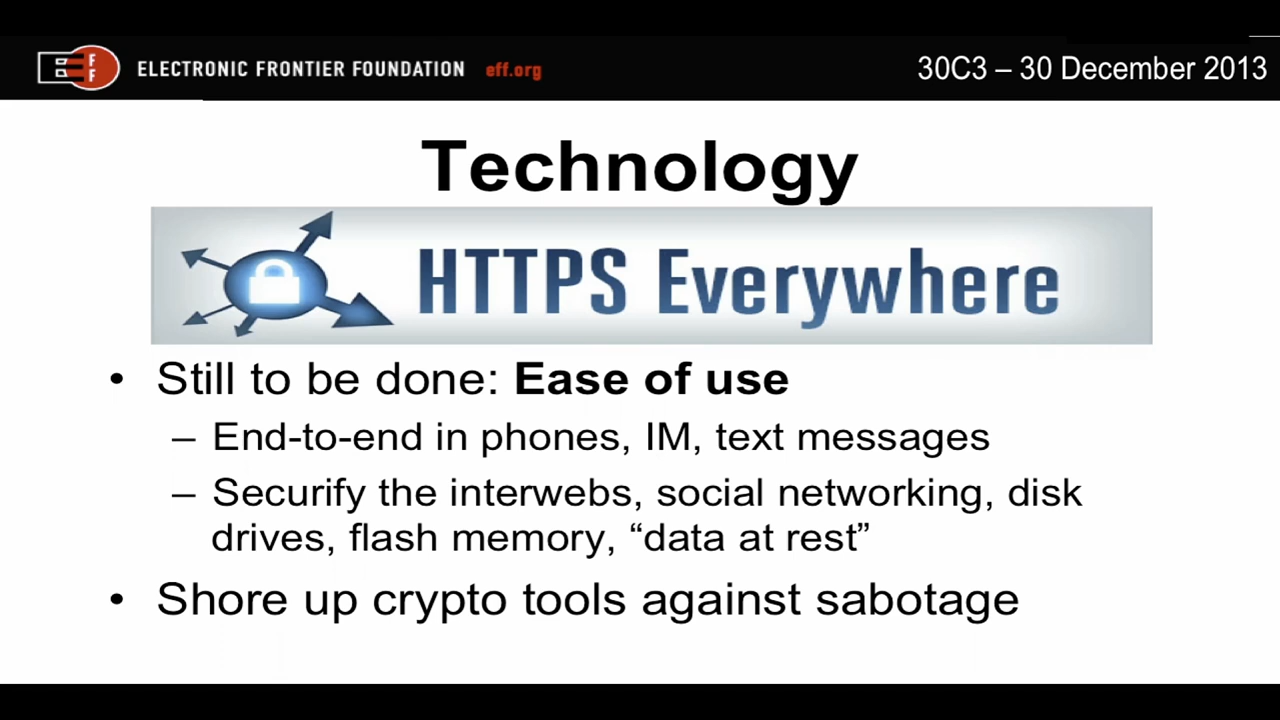 EFF ELECTRONIC FRONTIER FOUNDATION eff.org
30C3 – 30 December 2013
Technology
HTTPS Everywhere
• Still to be done: Ease of use
– End-to-end in phones, IM, text messages
– Securify the interwebs, social networking, disk
drives, flash memory, “data at rest”
• Shore up crypto tools against sabotage